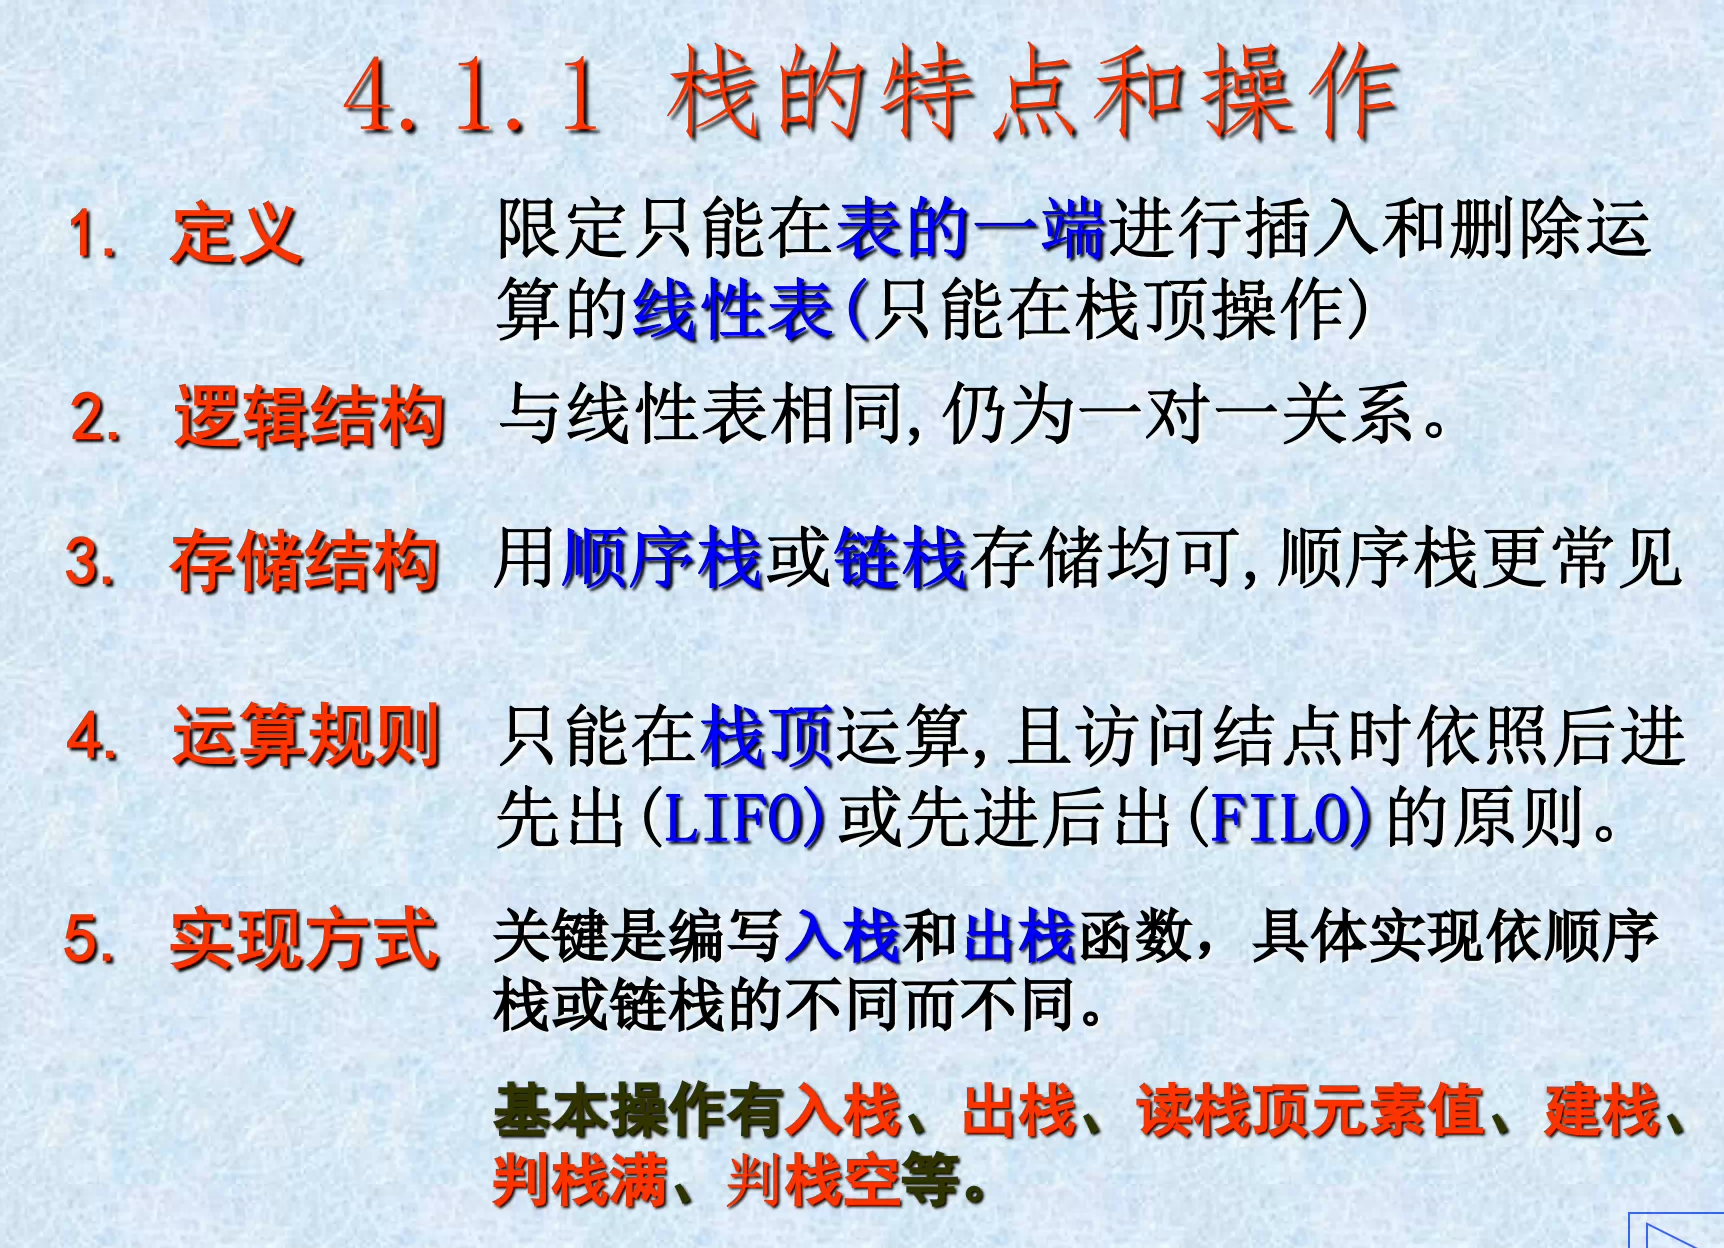 4.1.1 栈的特点和操作
1. 定义 限定只能在表的一端进行插入和删除运
算的线性表(只能在栈顶操作)
2. 逻辑结构 与线性表相同,仍为一对一关系。
3. 存储结构 用顺序栈或链栈存储均可,顺序栈更常见
4. 运算规则 只能在栈顶运算,且访问结点时依照后进
先出(LIFO)或先进后出(FILO)的原则。
5. 实现方式 关键是编写入栈和出栈函数，具体实现依顺序
栈或链栈的不同而不同。
基本操作有入栈、出栈、读栈顶元素值、建栈、
判栈满、判栈空等。